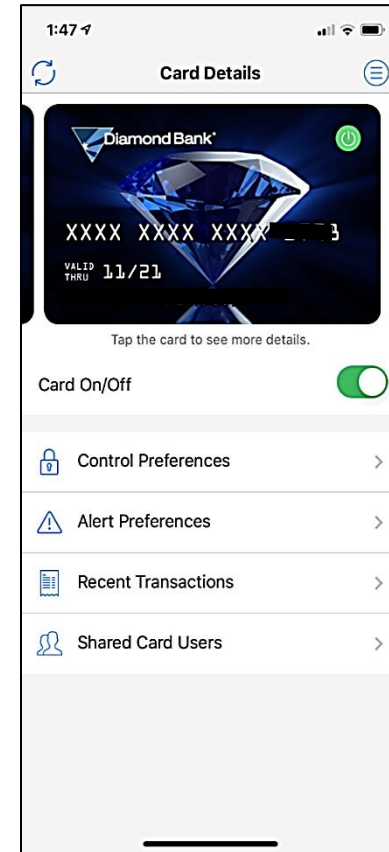 1:47
Card Details
Diamond Bank
XXXX XXXX XXXX
VALID
THRU 11/21
Tap the card to see more details.
Card On/Off
Control Preferences
Alert Preferences
Recent Transactions
Shared Card Users